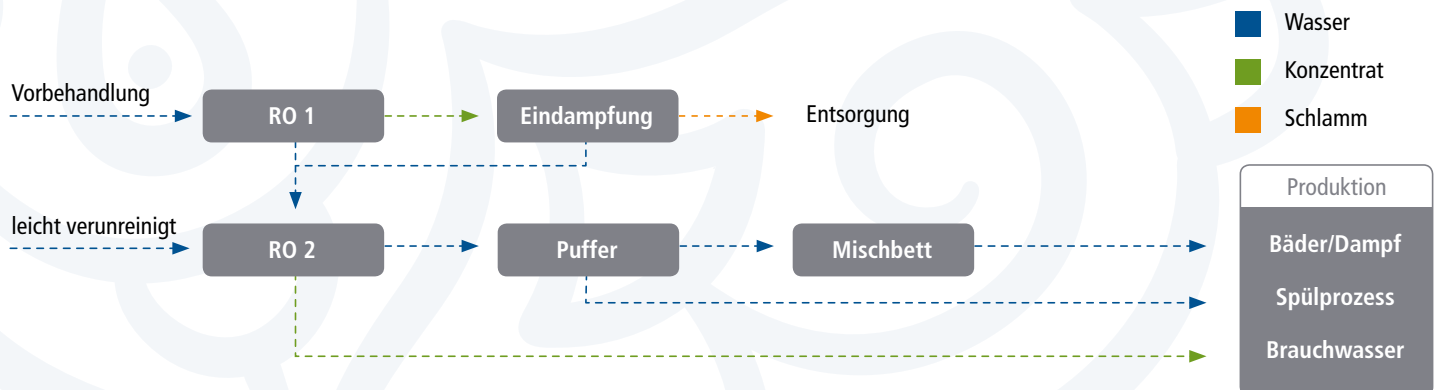 Wasser
Konzentrat
Schlamm
Vorbehandlung
RO 1
Eindampfung
Entsorgung
leicht verunreinigt
RO 2
Puffer
Mischbett
Produktion
Bäder/Dampf
Spülprozess
Brauchwasser